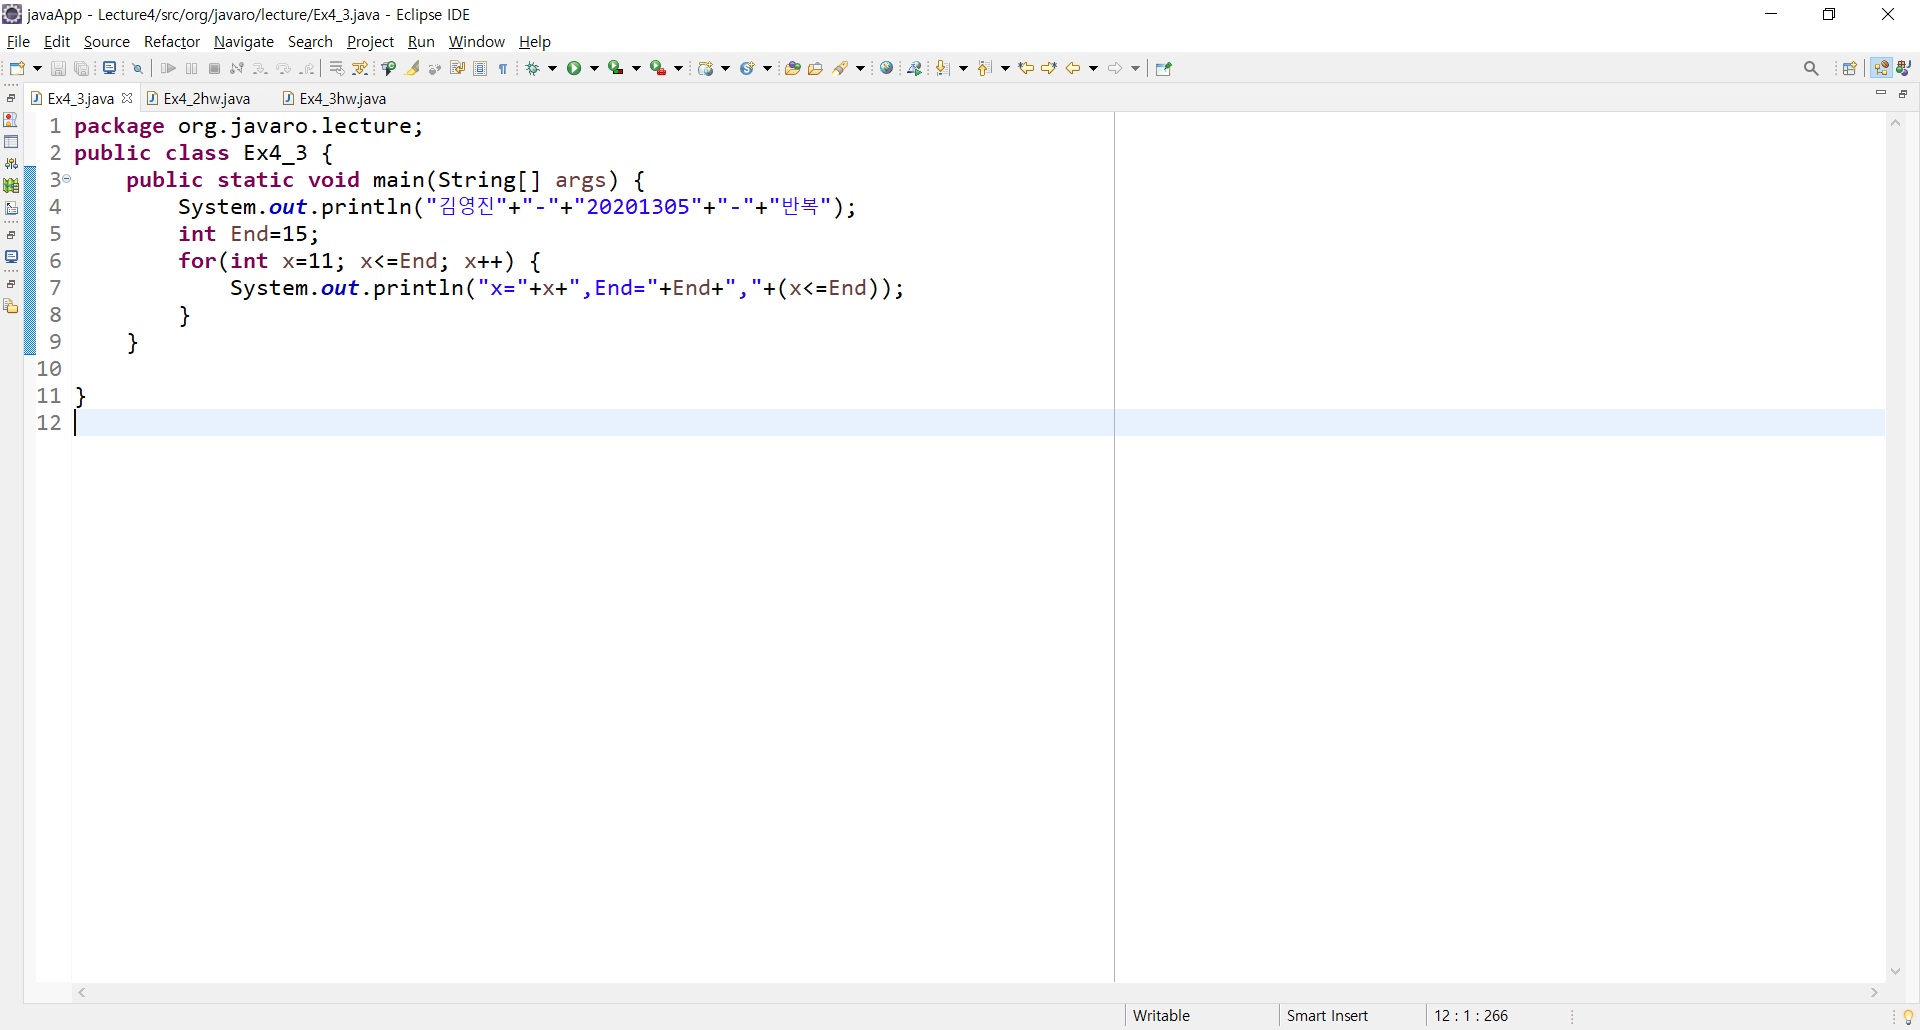 javaApp - Lecture4/src/org/javaro/lecture/Ex4_3.java - Eclipse IDE
File Edit Source Refactor Navigate Search Project Run Window Help
Ex4_3.java Ex4_2hw.java Ex4_3hw.java
1 package org.javaro.lecture;
2 public class Ex4_3 {
3 public static void main(String[] args) {
4 System.out.println("김영진"+"-"+"20201305"+"-"+"반복");
5 int End=15;
6 for(int x=11; x<=End; x++) {
7 System.out.println("x="+x+",End="+End+","+(x<=End));
8 }
9 }
10
11 }
12
Writable Smart Insert 12 : 1 : 266